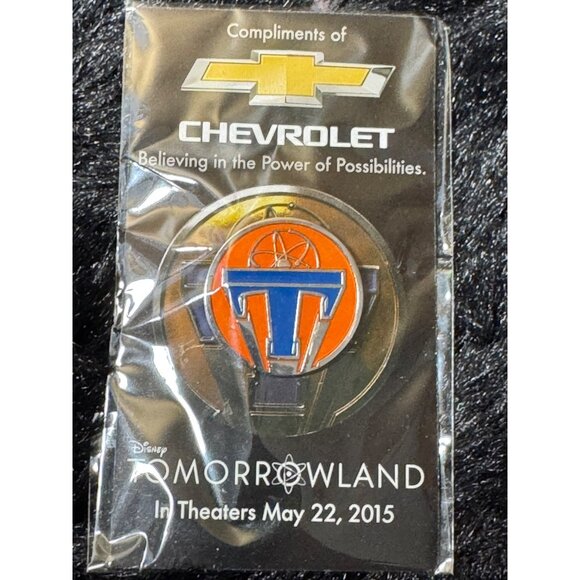 Compliments of
CHEVROLET
Believing in the Power of Possibilities.
T
Disney
TOMORROWLAND
In Theaters May 22, 2015